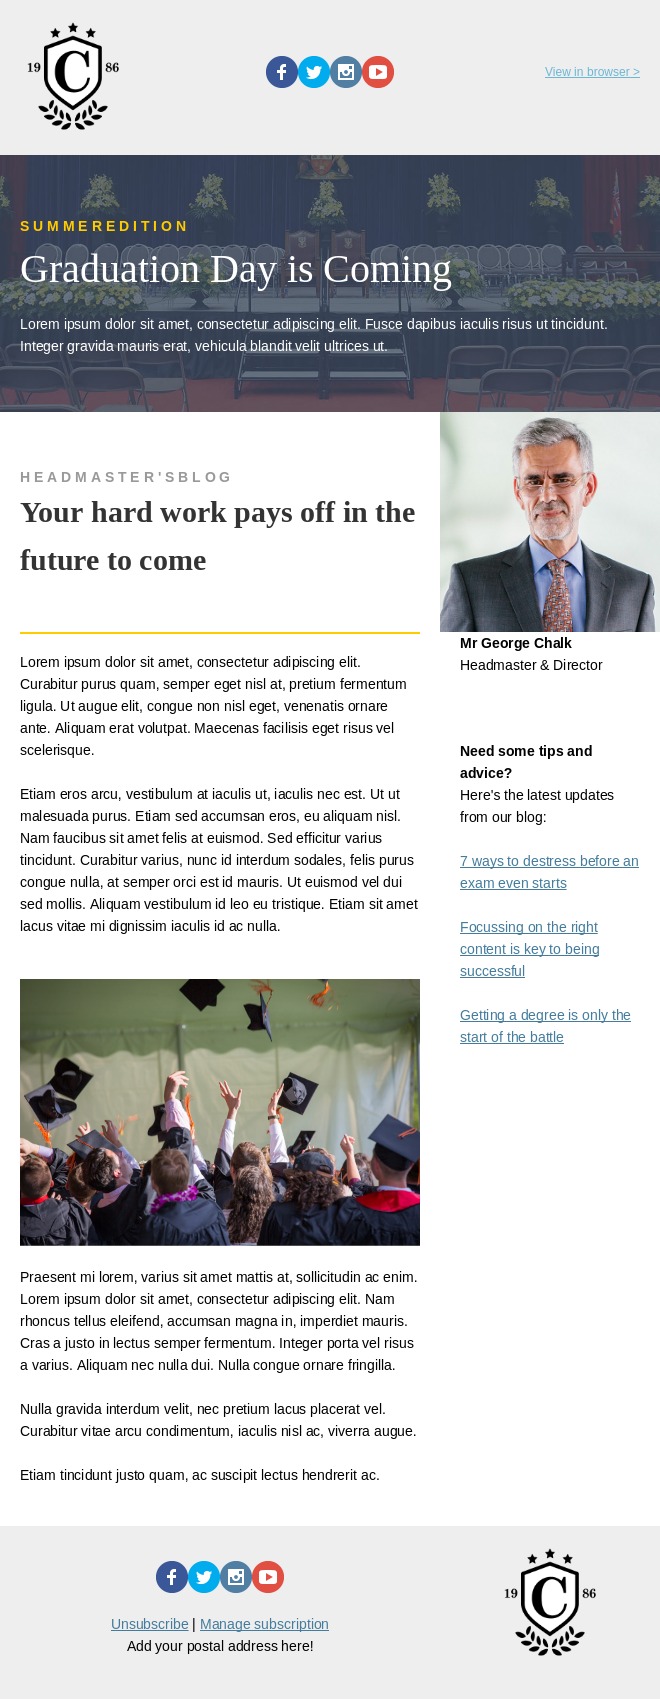 19 C 86
View in browser >
SUMMEREDITION
Graduation Day is Coming
Lorem ipsum dolor sit amet, consectetur adipiscing elit. Fusce dapibus iaculis risus ut tincidunt.
Integer gravida mauris erat, vehicula blandit velit ultrices ut.
HEADMASTER'SBLOG
Your hard work pays off in the
future to come
Lorem ipsum dolor sit amet, consectetur adipiscing elit.
Curabitur purus quam, semper eget nisl at, pretium fermentum
ligula. Ut augue elit, congue non nisl eget, venenatis ornare
ante. Aliquam erat volutpat. Maecenas facilisis eget risus vel
scelerisque.
Etiam eros arcu, vestibulum at iaculis ut, iaculis nec est. Ut ut
malesuada purus. Etiam sed accumsan eros, eu aliquam nisl.
Nam faucibus sit amet felis at euismod. Sed efficitur varius
tincidunt. Curabitur varius, nunc id interdum sodales, felis purus
congue nulla, at semper orci est id mauris. Ut euismod vel dui
sed mollis. Aliquam vestibulum id leo eu tristique. Etiam sit amet
lacus vitae mi dignissim iaculis id ac nulla.
Praesent mi lorem, varius sit amet mattis at, sollicitudin ac enim.
Lorem ipsum dolor sit amet, consectetur adipiscing elit. Nam
rhoncus tellus eleifend, accumsan magna in, imperdiet mauris.
Cras a justo in lectus semper fermentum. Integer porta vel risus
a varius. Aliquam nec nulla dui. Nulla congue ornare fringilla.
Nulla gravida interdum velit, nec pretium lacus placerat vel.
Curabitur vitae arcu condimentum, iaculis nisl ac, viverra augue.
Etiam tincidunt justo quam, ac suscipit lectus hendrerit ac.
Mr George Chalk
Headmaster & Director
Need some tips and
advice?
Here's the latest updates
from our blog:
7 ways to destress before an
exam even starts
Focussing on the right
content is key to being
successful
Getting a degree is only the
start of the battle
Unsubscribe | Manage subscription
Add your postal address here!
19 C 86